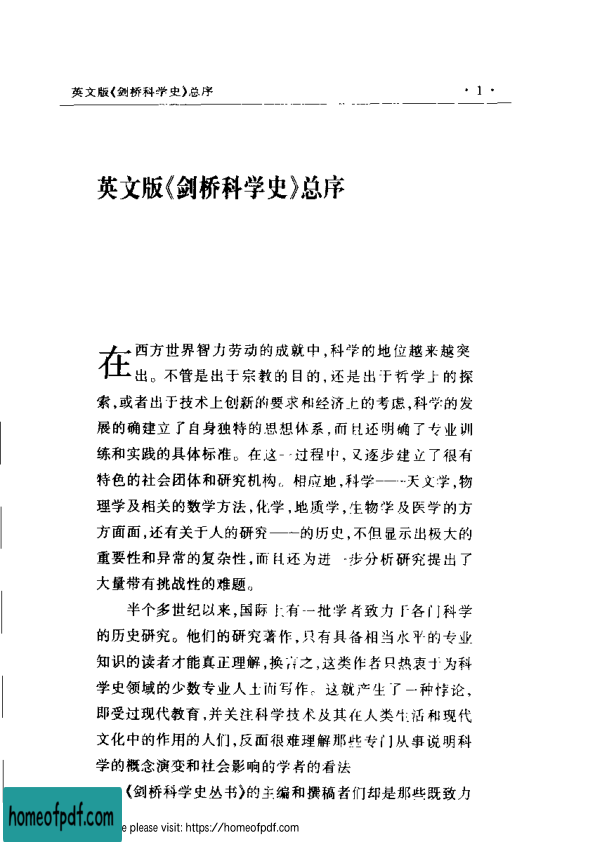 英文版《剑桥科学史》总序 · 1 ·
英文版《剑桥科学史》总序
在西方世界智力劳动的成就中，科学的地位越来越突
出。不管是出于宗教的目的，还是出于哲学上的探
索，或者出于技术上创新的要求和经济上的考虑，科学的发
展的确建立了自身独特的思想体系，而且还明确了专业训
练和实践的具体标准。在这一过程中，又逐步建立了很有
特色的社会团体和研究机构。相应地，科学——天文学，物
理学及相关的数学方法，化学，地质学，生物学及医学的方
方面面，还有关于人的研究——的历史，不但显示出极大的
重要性和异常的复杂性，而且还为进一步分析研究提出了
大量带有挑战性的难题。
半个多世纪以来，国际上有一批学者致力于各门科学
的历史研究。他们的研究著作，只有具备相当水平的专业
知识的读者才能真正理解，换言之，这类作者只热衷于为科
学史领域的少数专业人士而写作。这就产生了一种悖论，
即受过现代教育，并关注科学技术及其在人类生活和现代
文化中的作用的人们，反而很难理解那些专门从事说明科
学的概念演变和社会影响的学者的看法
《剑桥科学史丛书》的主编和撰稿者们却是那些既致力
homeofpdf.com
e please visit: https://homeofpdf.com